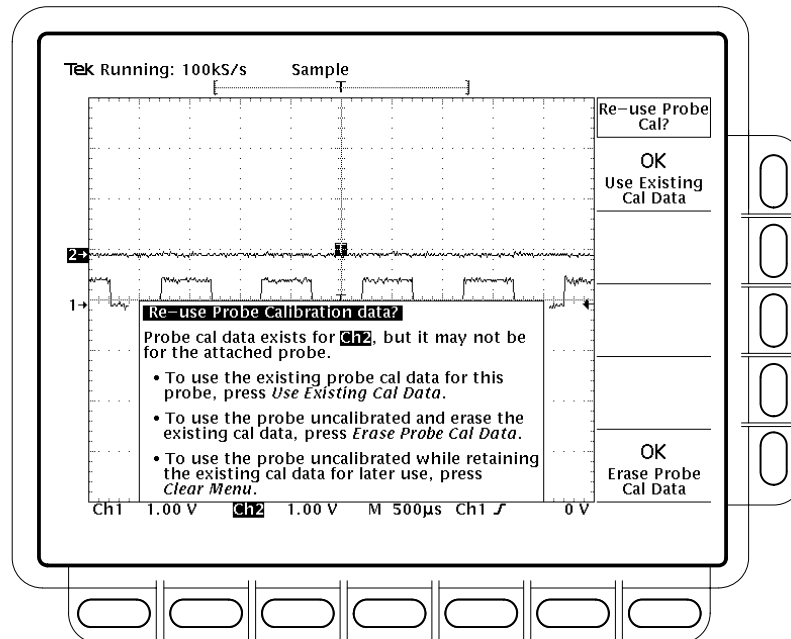 Tek Running: 100kS/s Sample
T
Re-use Probe
Cal?
OK
Use Existing
Cal Data
T
2→
1→
Re-use Probe Calibration data?
Probe cal data exists for Ch2, but it may not be
for the attached probe.
• To use the existing probe cal data for this
probe, press Use Existing Cal Data.
• To use the probe uncalibrated and erase the
existing cal data, press Erase Probe Cal Data.
• To use the probe uncalibrated while retaining
the existing cal data for later use, press
Clear Menu.
OK
Erase Probe
Cal Data
Ch1 1.00 V Ch2 1.00 V M 500µs Ch1 ƒ 0 V